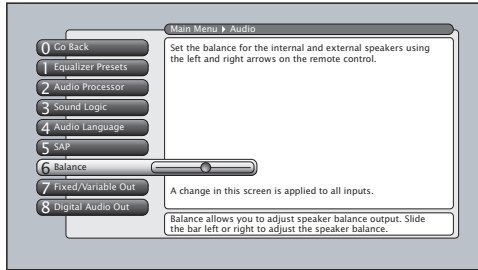 Main Menu ▶ Audio
0 Go Back
1 Equalizer Presets
2 Audio Processor
3 Sound Logic
4 Audio Language
5 SAP
6 Balance
7 Fixed/Variable Out
8 Digital Audio Out
Set the balance for the internal and external speakers using
the left and right arrows on the remote control.
A change in this screen is applied to all inputs.
Balance allows you to adjust speaker balance output. Slide
the bar left or right to adjust the speaker balance.